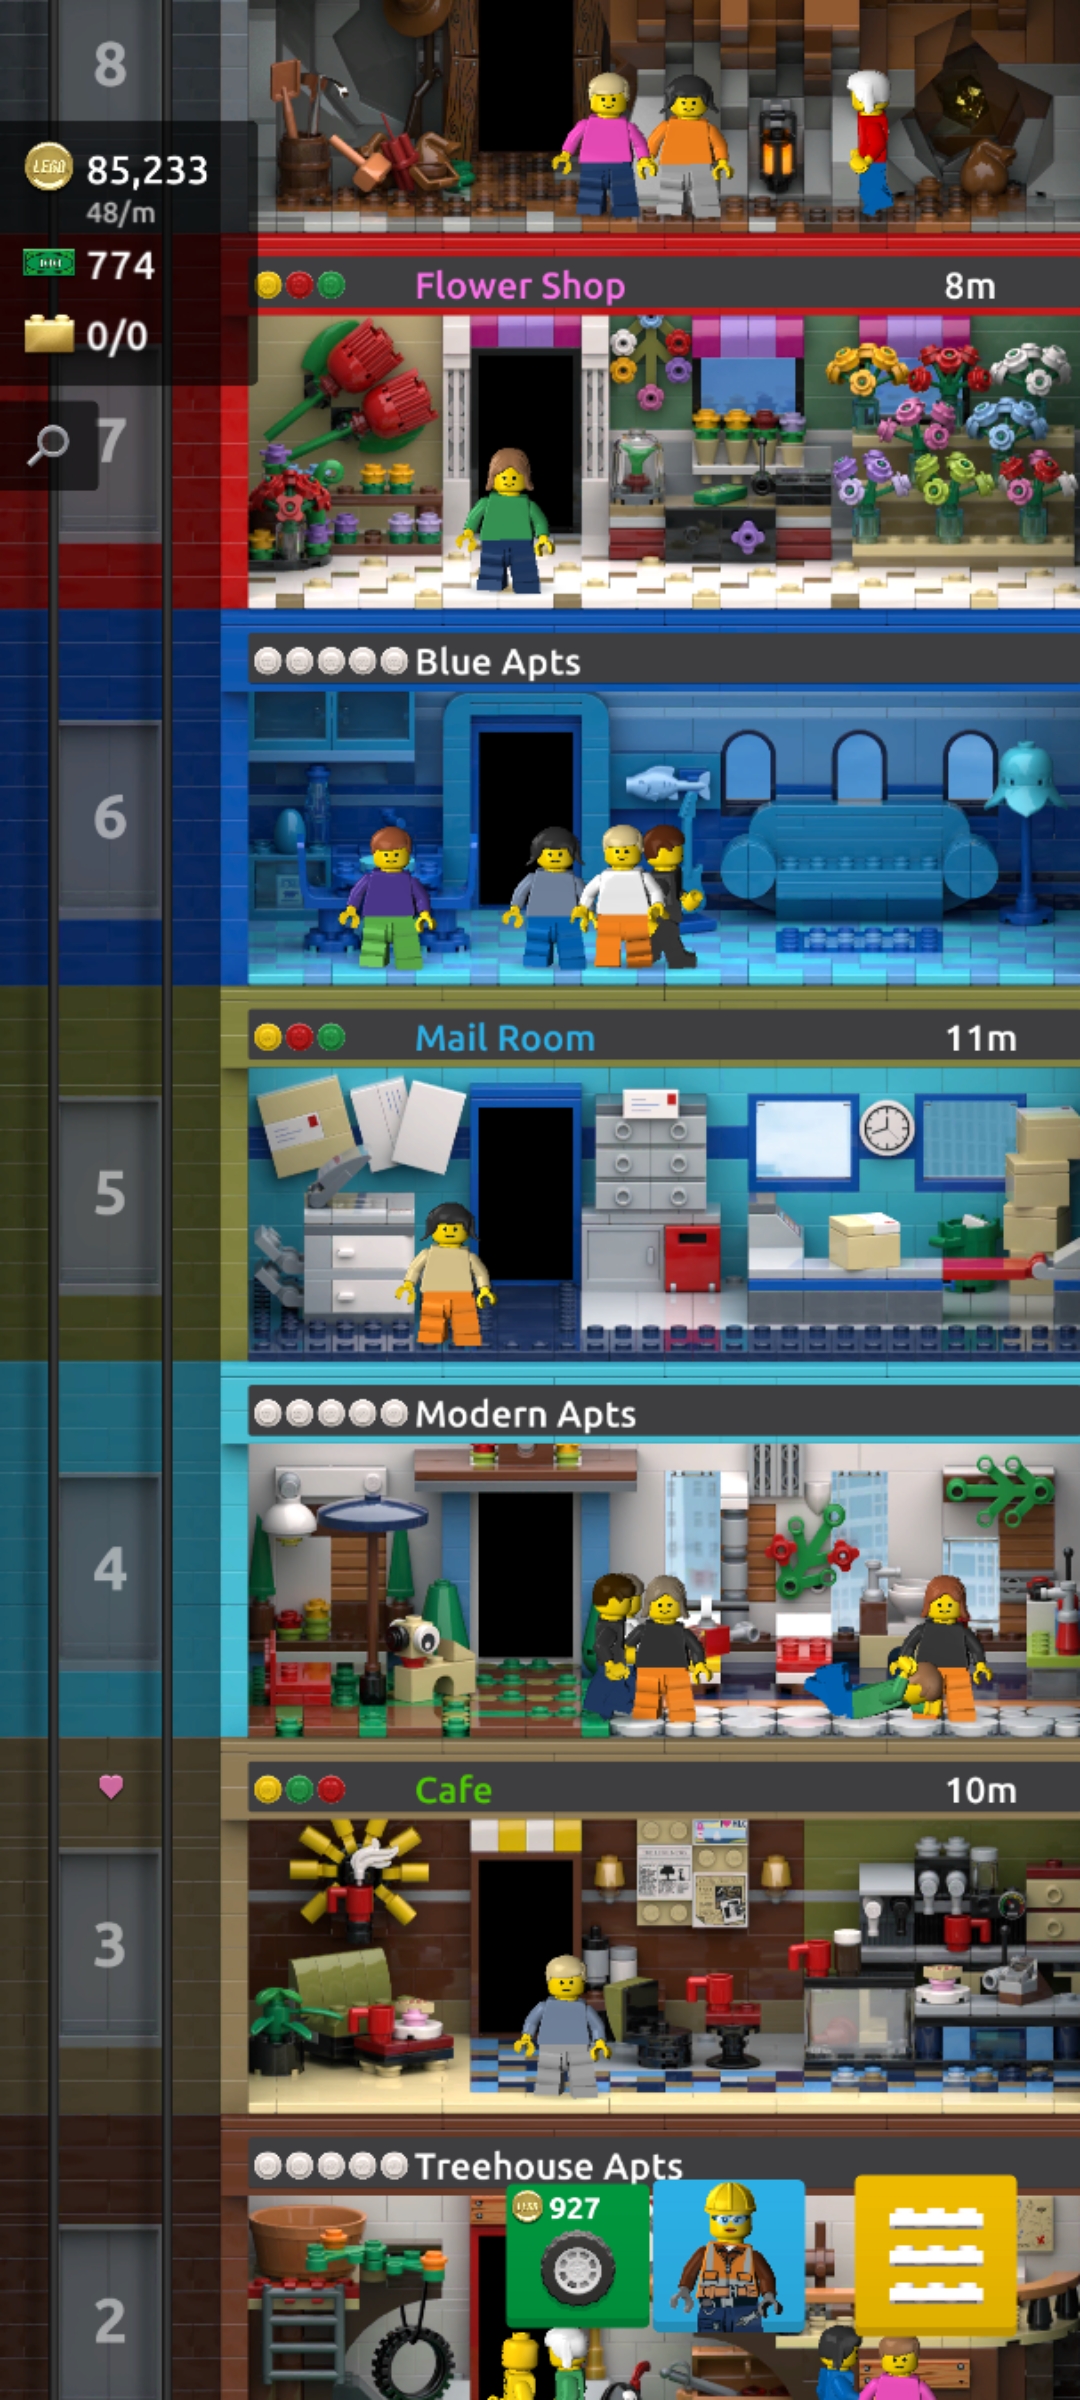 8
LEGO 85,233
48/m
774
0/0
Flower Shop 8m
7
Blue Apts
6
Mail Room 11m
5
Modern Apts
4
Cafe 10m
3
Treehouse Apts
927
2